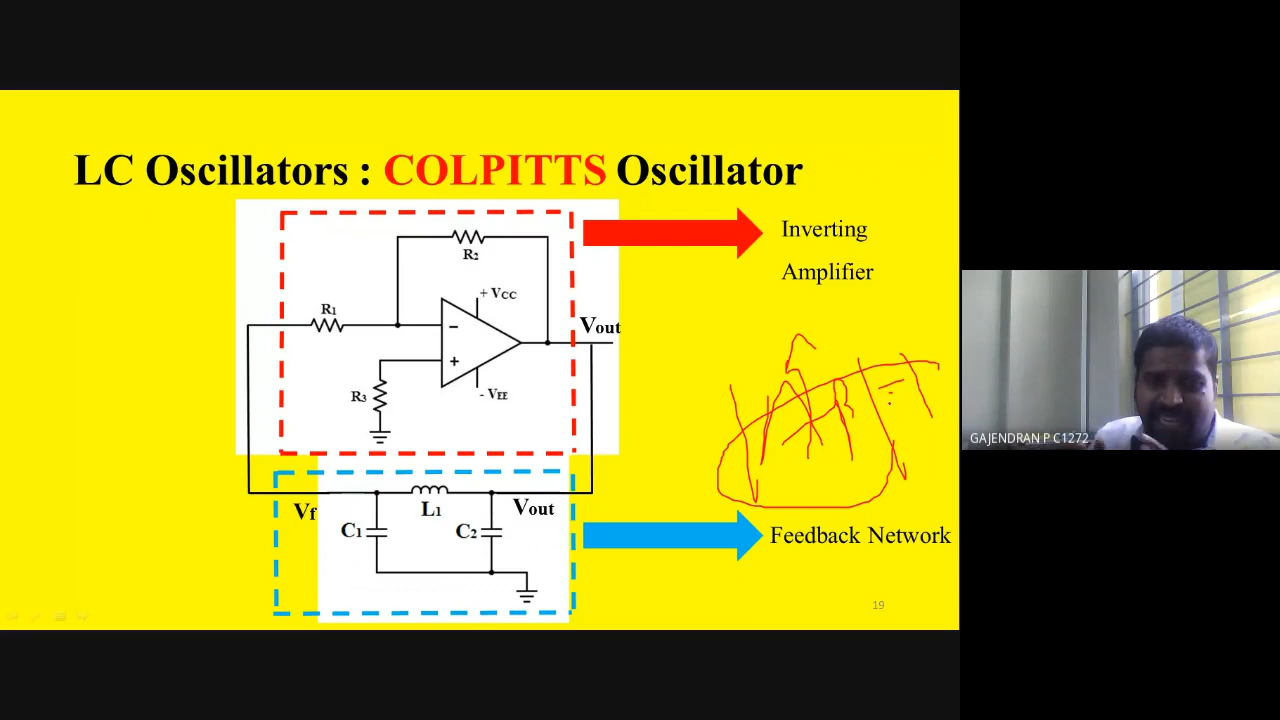 LC Oscillators : COLPITTS Oscillator
Inverting
Amplifier
R2
+ VCC
R1
−
Vout
+
R3
- VEE
GAJENDRAN P C1272
Vf
L1
Vout
C1
C2
Feedback Network
19